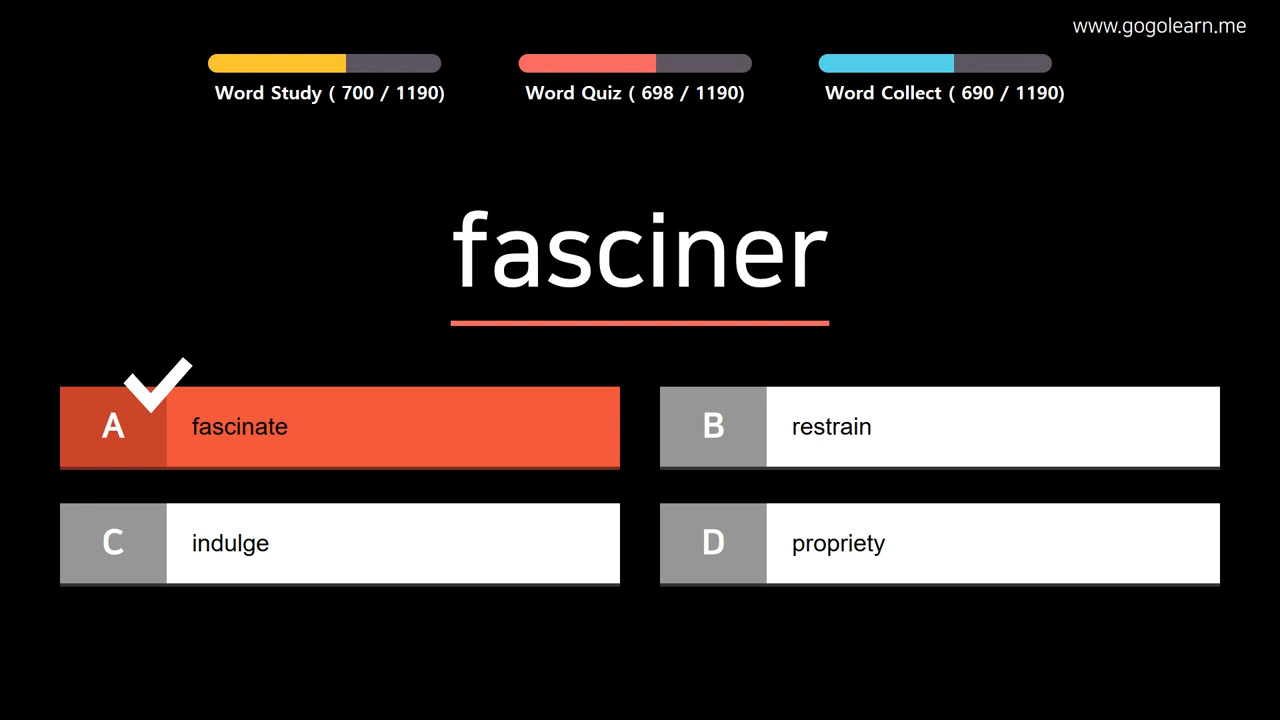 www.gogolearn.me
Word Study ( 700 / 1190)
Word Quiz ( 698 / 1190)
Word Collect ( 690 / 1190)
fasciner
A fascinate
B restrain
C indulge
D propriety